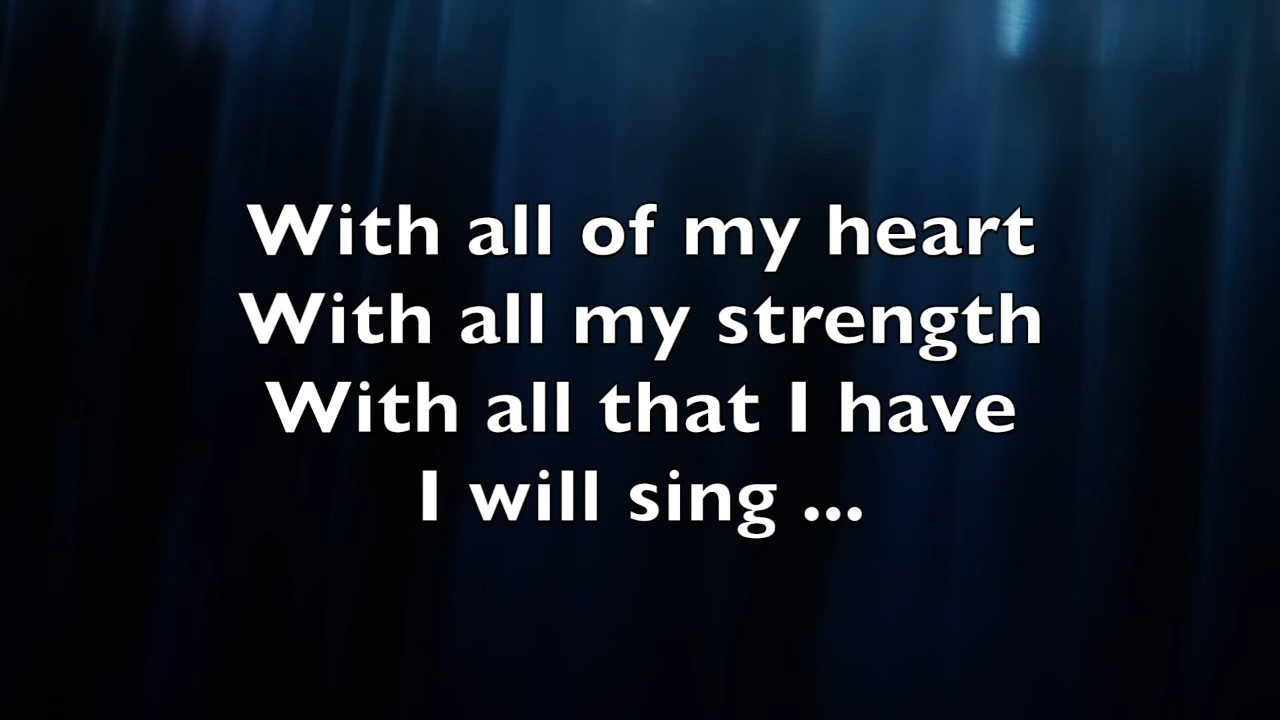 With all of my heart
With all my strength
With all that I have
I will sing ...